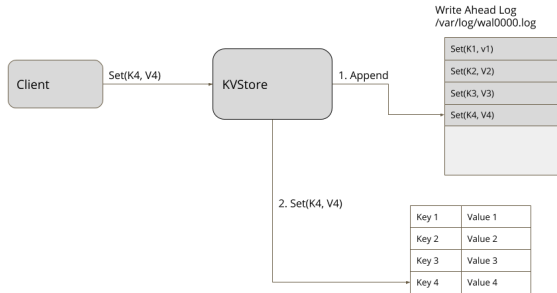 Write Ahead Log
/var/log/wal0000.log
Set(K1, v1)
Set(K2, V2)
Set(K3, V3)
Set(K4, V4)
Client
Set(K4, V4)
KVStore
1. Append
2. Set(K4, V4)
Key 1 Value 1
Key 2 Value 2
Key 3 Value 3
Key 4 Value 4